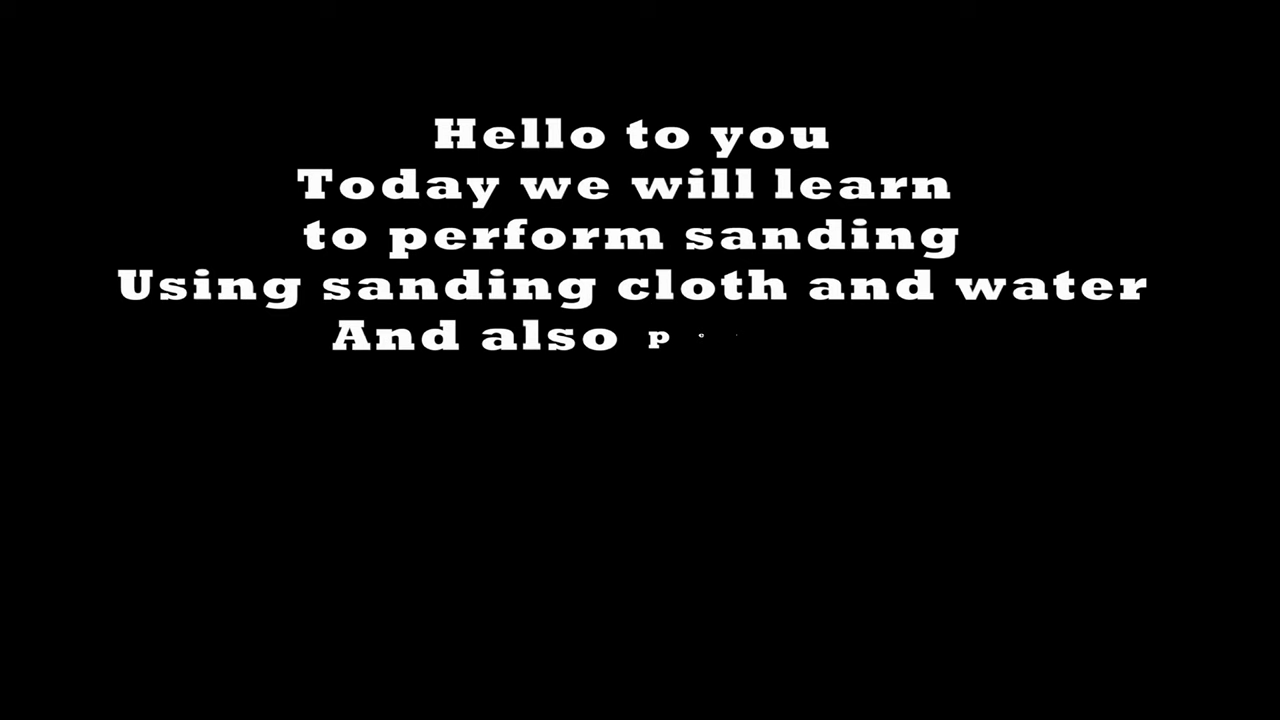 Hello to you
Today we will learn
to perform sanding
Using sanding cloth and water
And also